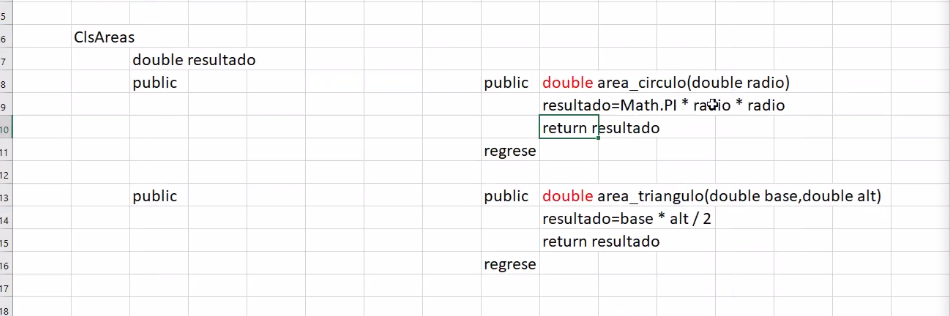 5
6 ClsAreas
7 double resultado
8 public public double area_circulo(double radio)
9 resultado=Math.PI * radio * radio
10 return resultado
11 regrese
12
13 public public double area_triangulo(double base,double alt)
14 resultado=base * alt / 2
15 return resultado
16 regrese
17
18